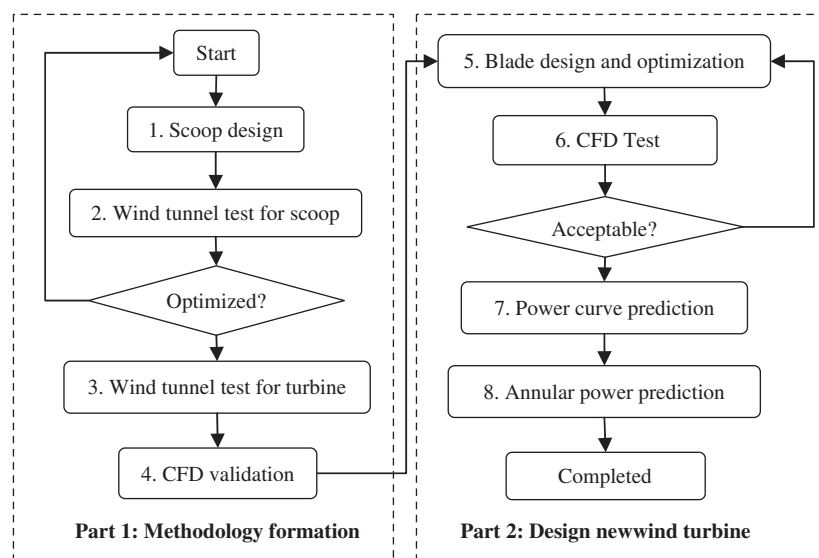 Start
1. Scoop design
2. Wind tunnel test for scoop
Optimized?
3. Wind tunnel test for turbine
4. CFD validation
Part 1: Methodology formation
5. Blade design and optimization
6. CFD Test
Acceptable?
7. Power curve prediction
8. Annular power prediction
Completed
Part 2: Design newwind turbine